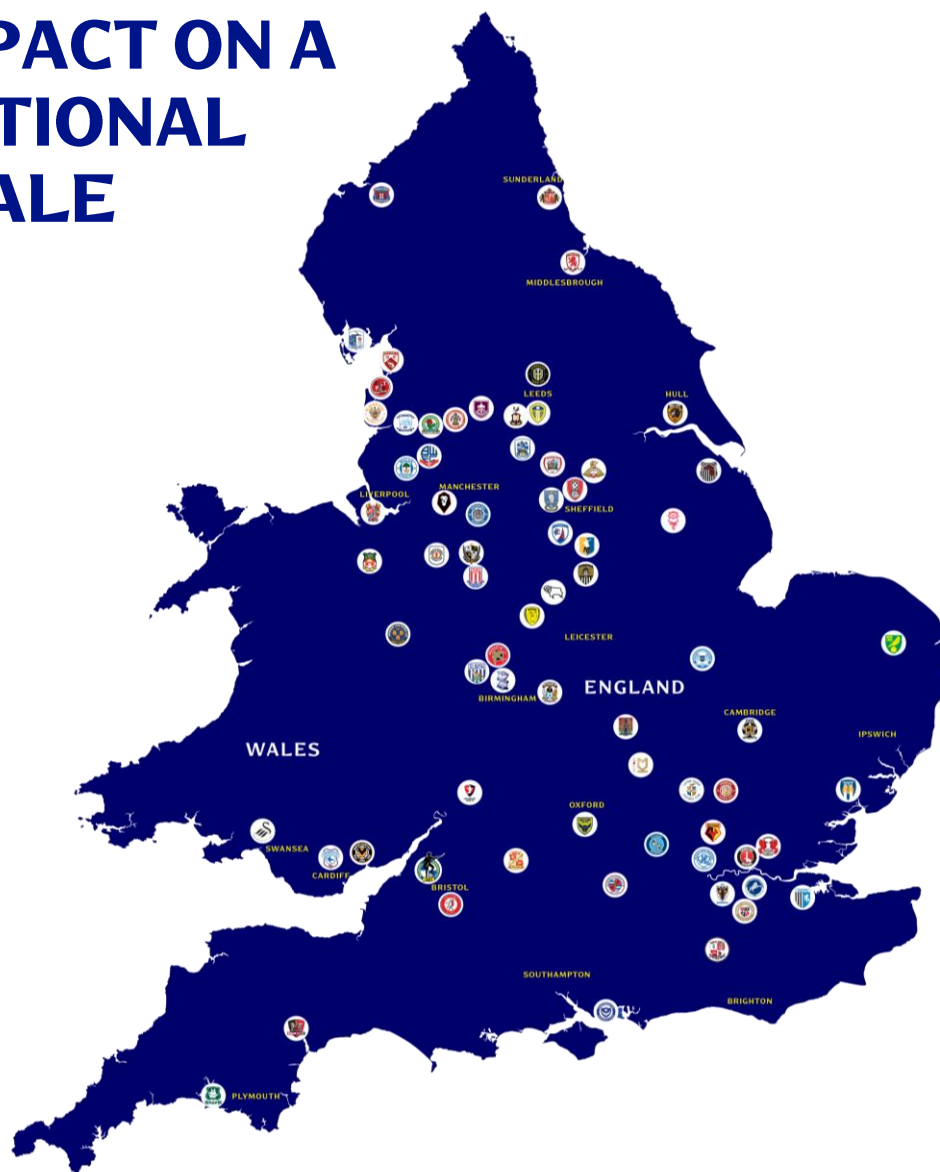 PACT ON A
TIONAL
ALE
SUNDERLAND
MIDDLESBROUGH
LEEDS
HULL
LIVERPOOL
MANCHESTER
SHEFFIELD
LEICESTER
BIRMINGHAM
ENGLAND
CAMBRIDGE
IPSWICH
WALES
OXFORD
SWANSEA
CARDIFF
BRISTOL
SOUTHAMPTON
BRIGHTON
PLYMOUTH